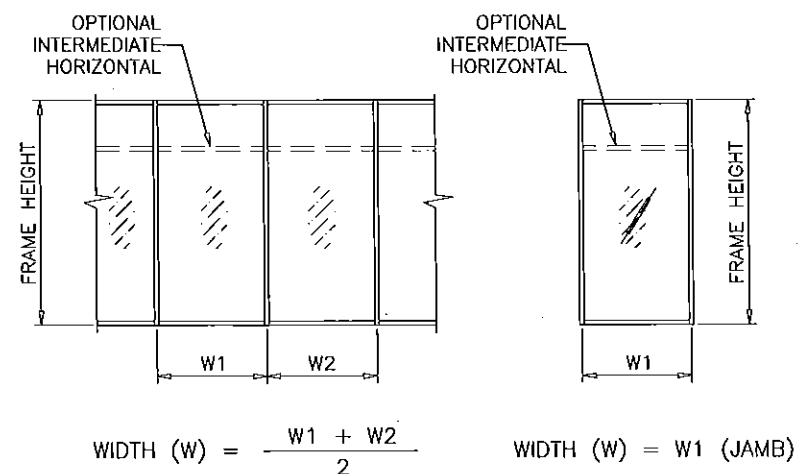 OPTIONAL
INTERMEDIATE
HORIZONTAL
OPTIONAL
INTERMEDIATE
HORIZONTAL
FRAME HEIGHT
FRAME HEIGHT
W1
W2
W1
WIDTH (W) = W1 + W2
2
WIDTH (W) = W1 (JAMB)